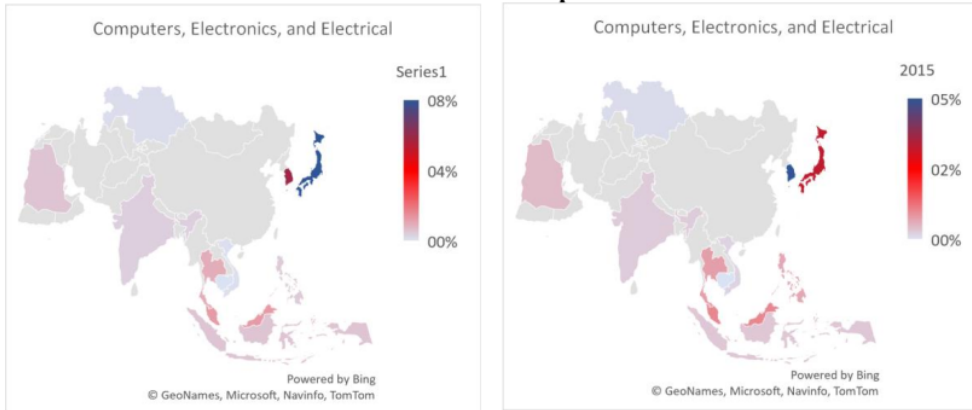 Computers, Electronics, and Electrical
Series1
08%
04%
00%
Powered by Bing
© GeoNames, Microsoft, Navinfo, TomTom
Computers, Electronics, and Electrical
2015
05%
02%
00%
Powered by Bing
© GeoNames, Microsoft, Navinfo, TomTom